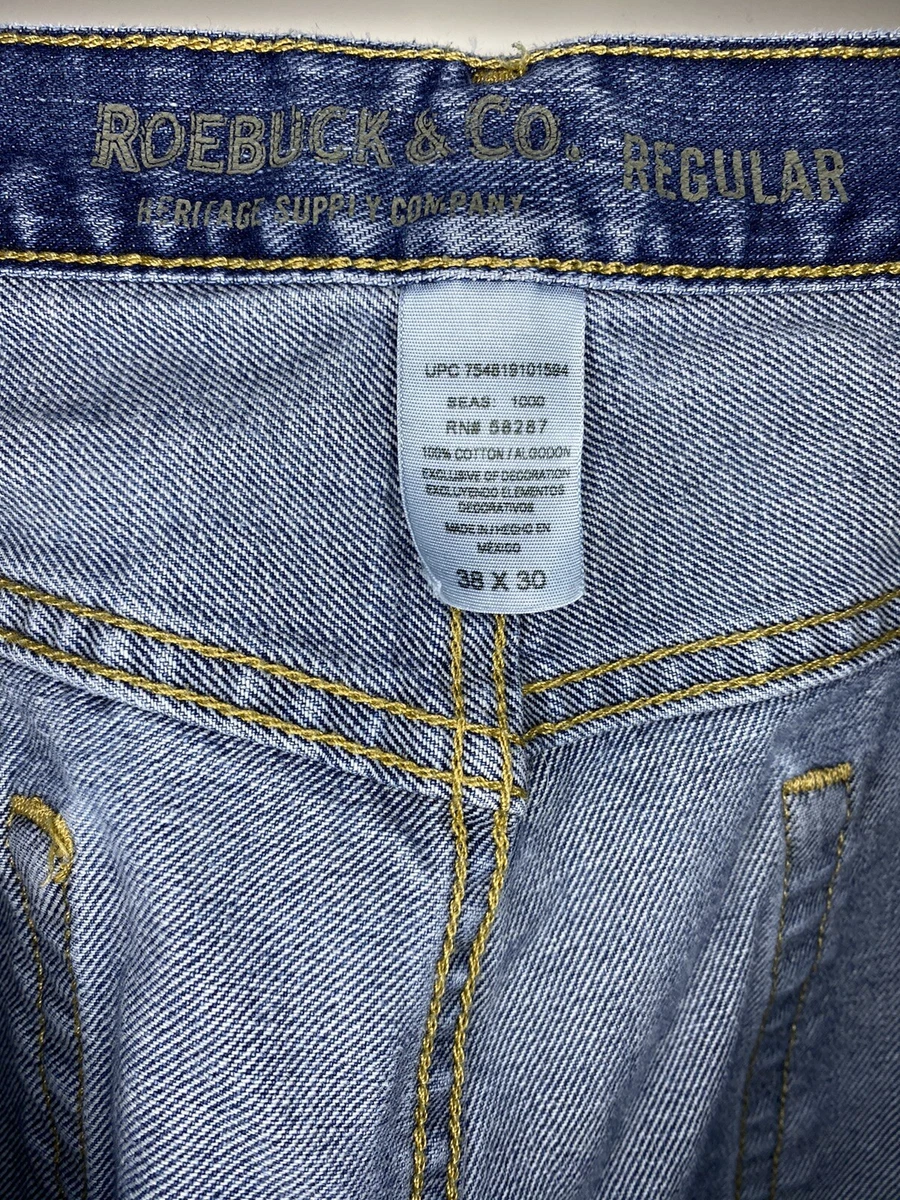 ROEBUCK & CO.
REGULAR
HERITAGE SUPPLY COMPANY
UPC 754819101594
SEAS: 1000
RN# 58287
100% COTTON / ALGODON
EXCLUSIVE OF DECORATION
EXCLUYENDO ELEMENTOS
DECORATIVOS
MADE IN / HECHO EN
MEXICO
38 X 30